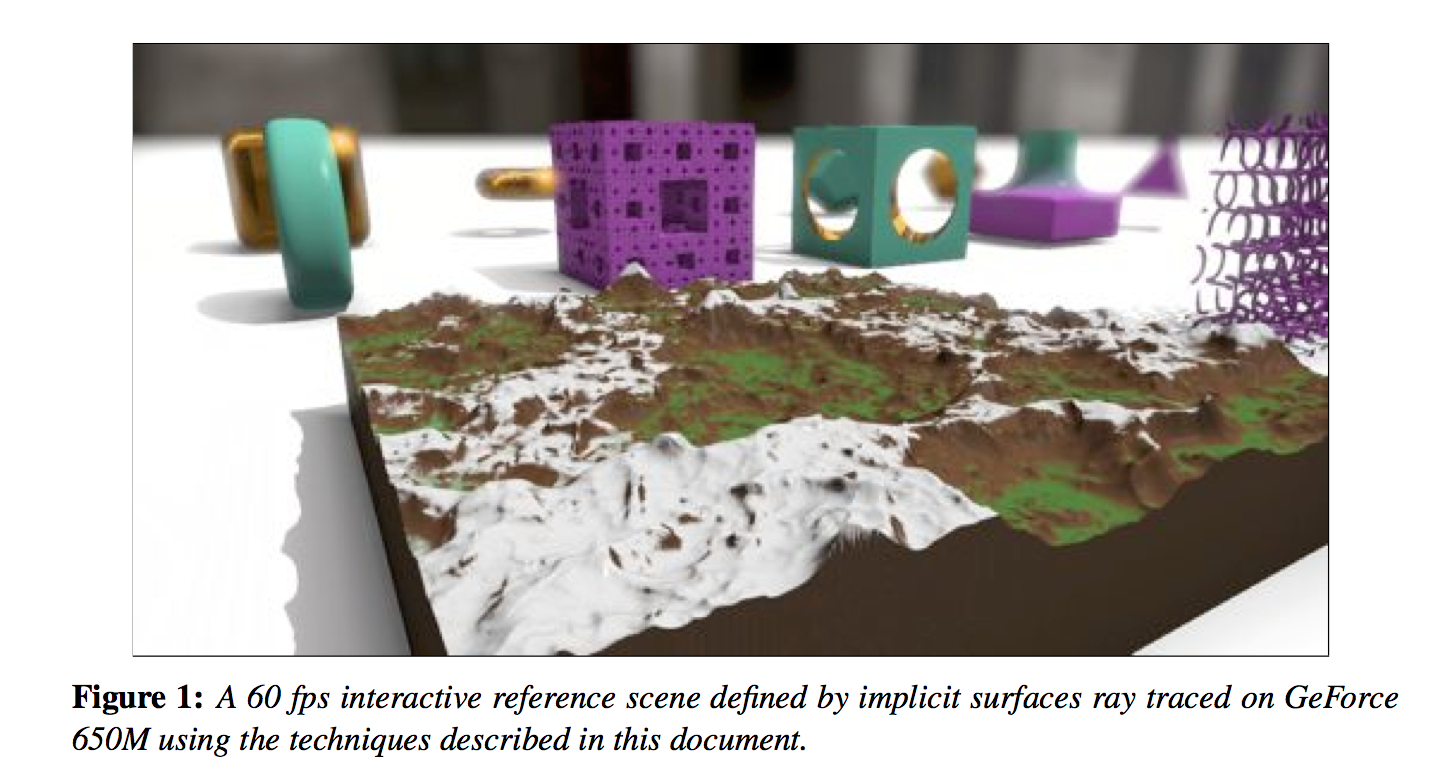 Figure 1: A 60 fps interactive reference scene defined by implicit surfaces ray traced on GeForce
650M using the techniques described in this document.